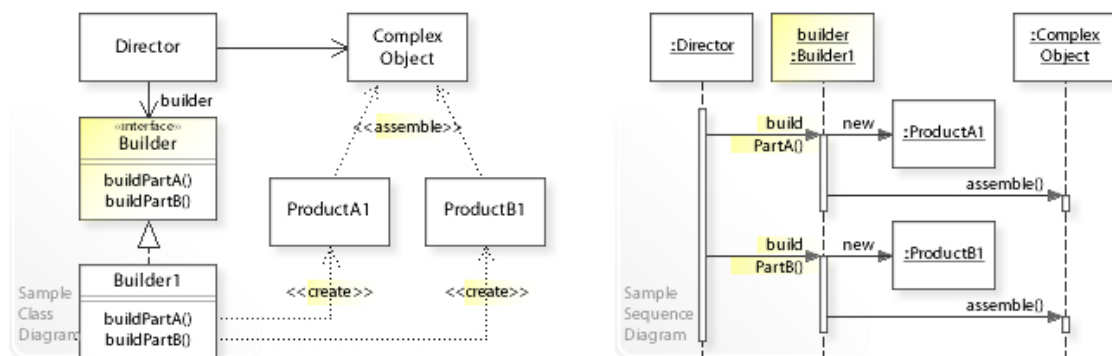 Director
Complex
Object
builder
«interface»
Builder
buildPartA()
buildPartB()
<<assemble>>
ProductA1
ProductB1
Builder1
buildPartA()
buildPartB()
<<create>>
<<create>>
Sample
Class
Diagram
:Director
builder
:Builder1
:Complex
Object
build
PartA()
new
:ProductA1
assemble()
build
PartB()
new
:ProductB1
assemble()
Sample
Sequence
Diagram